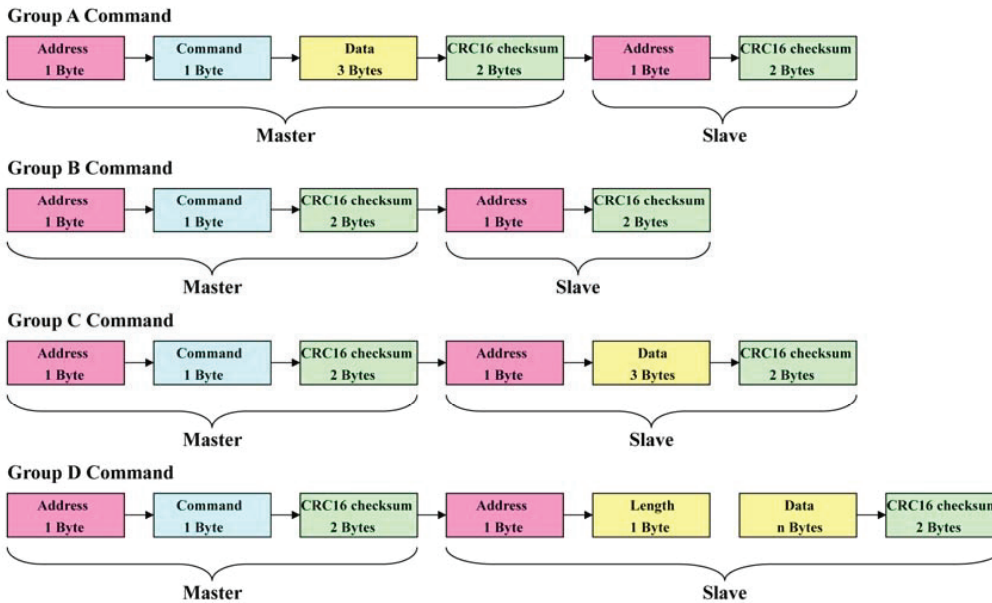 Group A Command
Address Command Data CRC16 checksum Address CRC16 checksum
1 Byte 1 Byte 3 Bytes 2 Bytes 1 Byte 2 Bytes
Master Slave
Group B Command
Address Command CRC16 checksum Address CRC16 checksum
1 Byte 1 Byte 2 Bytes 1 Byte 2 Bytes
Master Slave
Group C Command
Address Command CRC16 checksum Address Data CRC16 checksum
1 Byte 1 Byte 2 Bytes 1 Byte 3 Bytes 2 Bytes
Master Slave
Group D Command
Address Command CRC16 checksum Address Length Data CRC16 checksum
1 Byte 1 Byte 2 Bytes 1 Byte 1 Byte n Bytes 2 Bytes
Master Slave